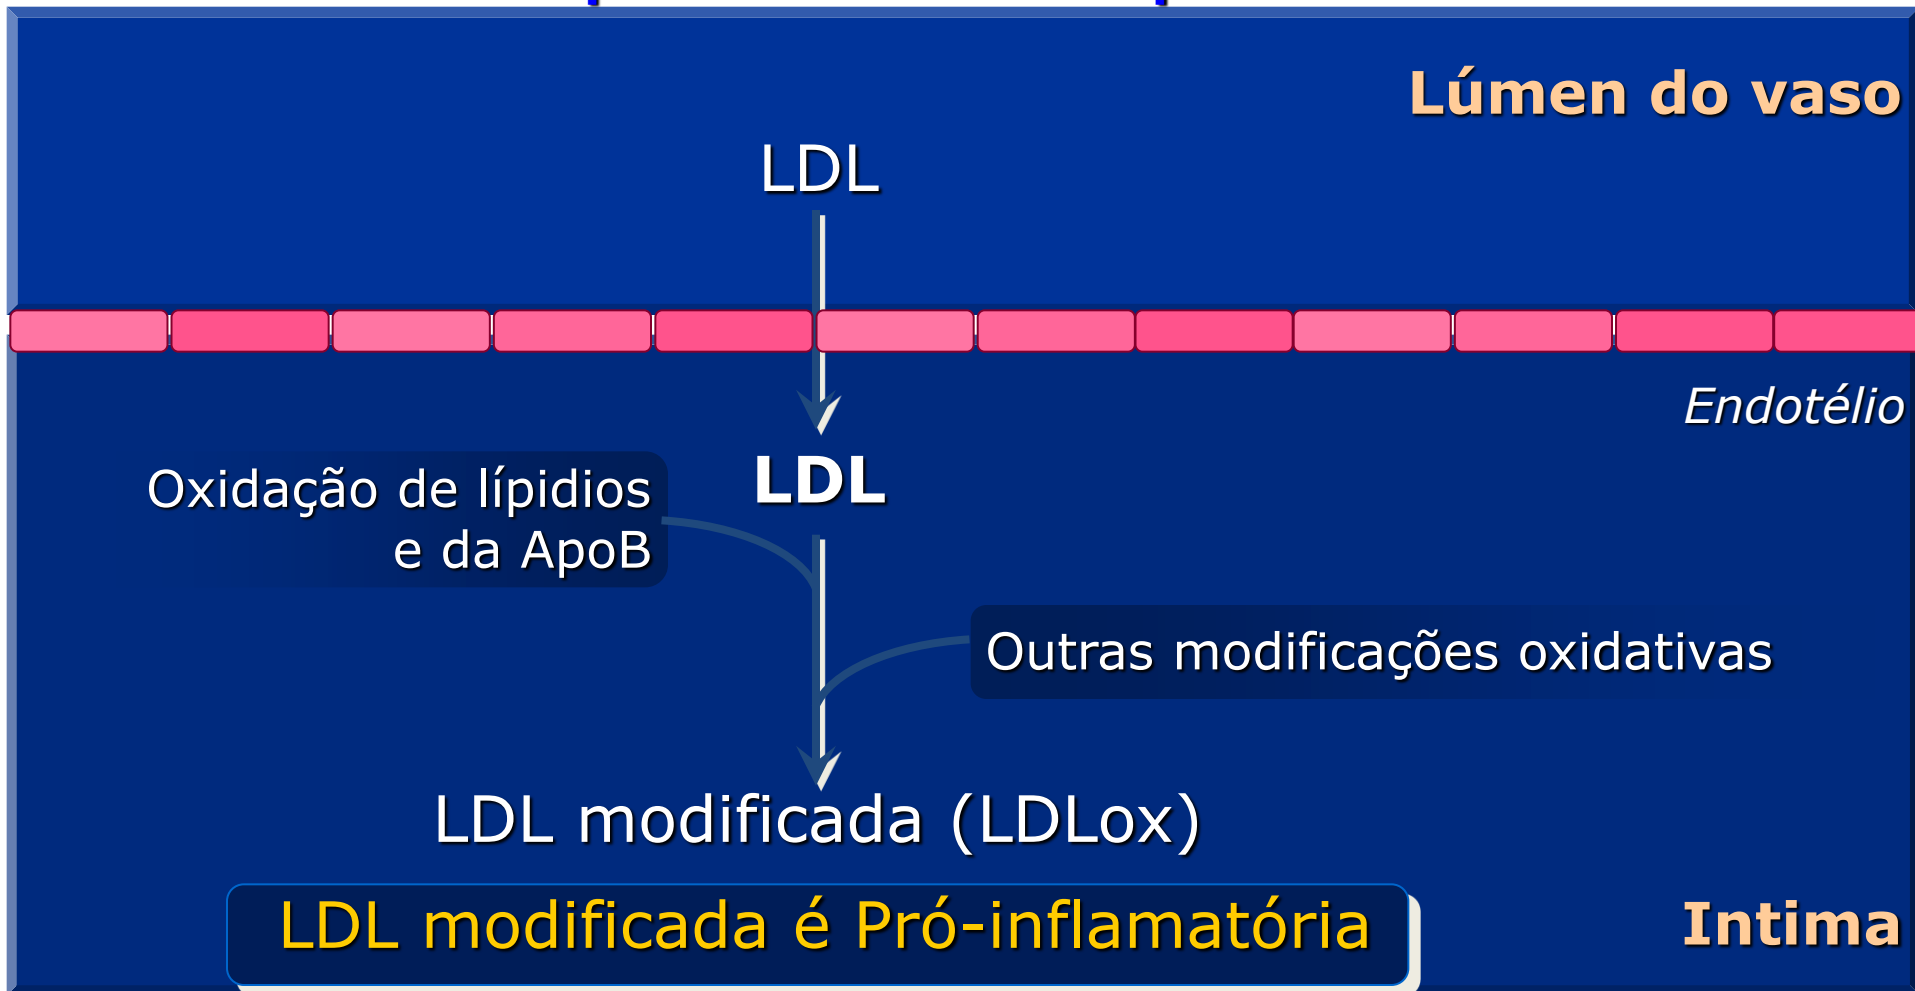 Lúmen do vaso
LDL
Endotélio
LDL
Oxidação de lípidios
e da ApoB
Outras modificações oxidativas
LDL modificada (LDLox)
LDL modificada é Pró-inflamatória
Intima